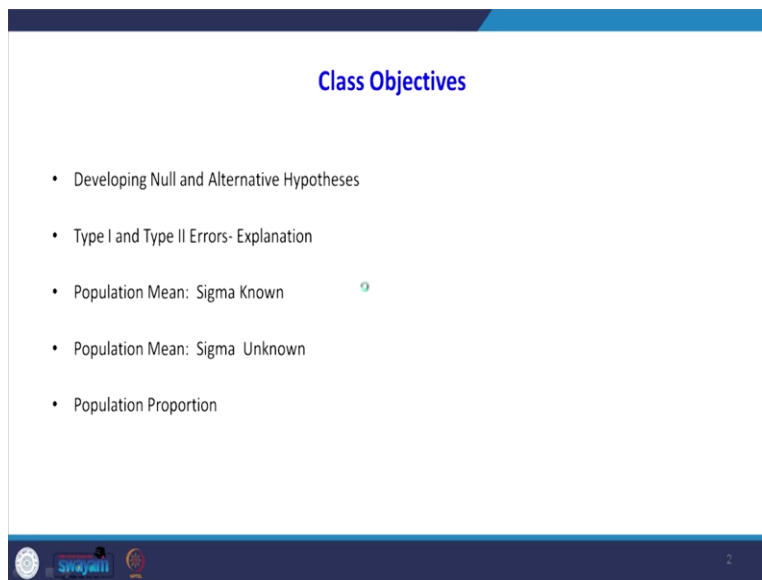 Class Objectives
• Developing Null and Alternative Hypotheses
• Type I and Type II Errors- Explanation
• Population Mean: Sigma Known
• Population Mean: Sigma Unknown
• Population Proportion
swayam
2